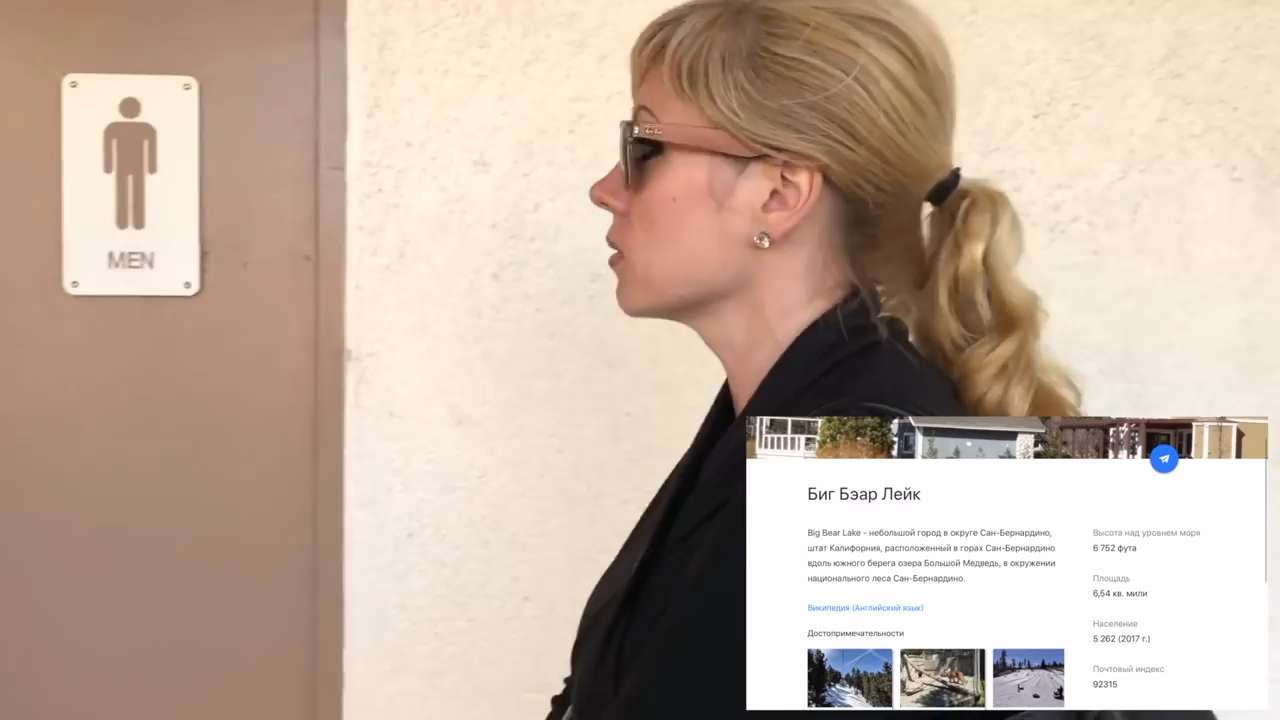 MEN
Биг Бэар Лейк
Big Bear Lake - небольшой город в округе Сан-Бернардино,
штат Калифорния, расположенный в горах Сан-Бернардино
вдоль южного берега озера Большой Медведь, в окружении
национального леса Сан-Бернардино.
Википедия (Английский язык)
Достопримечательности
Высота над уровнем моря
6 752 фута
Площадь
6,54 кв. мили
Население
5 262 (2017 г.)
Почтовый индекс
92315